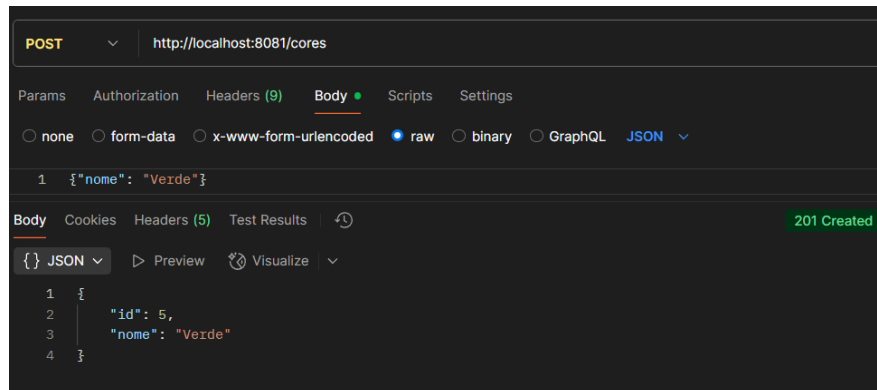 POST http://localhost:8081/cores
Params Authorization Headers (9) Body Scripts Settings
none form-data x-www-form-urlencoded raw binary GraphQL JSON
1 {"nome": "Verde"}
Body Cookies Headers (5) Test Results 201 Created
{} JSON Preview Visualize
1 {
2 "id": 5,
3 "nome": "Verde"
4 }